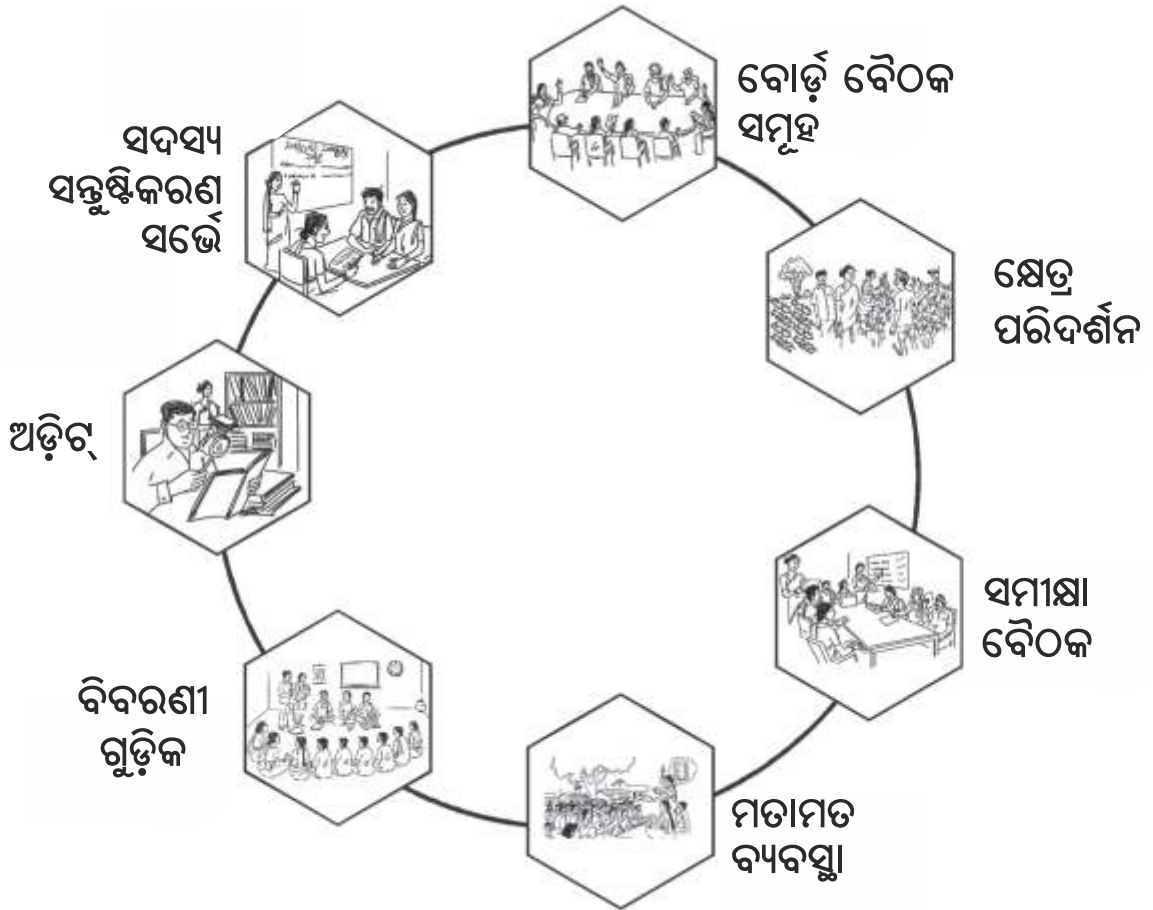 ବୋର୍ଡ଼ ବୈଠକ
ସମୂହ
କ୍ଷେତ୍ର
ପରିଦର୍ଶନ
ସମୀକ୍ଷା
ବୈଠକ
ମତାମତ
ବ୍ୟବସ୍ଥା
ବିବରଣୀ
ଗୁଡ଼ିକ
ଅଡ଼ିଟ୍
ସଦସ୍ୟ
ସନ୍ତୁଷ୍ଟିକରଣ
ସର୍ଭେ